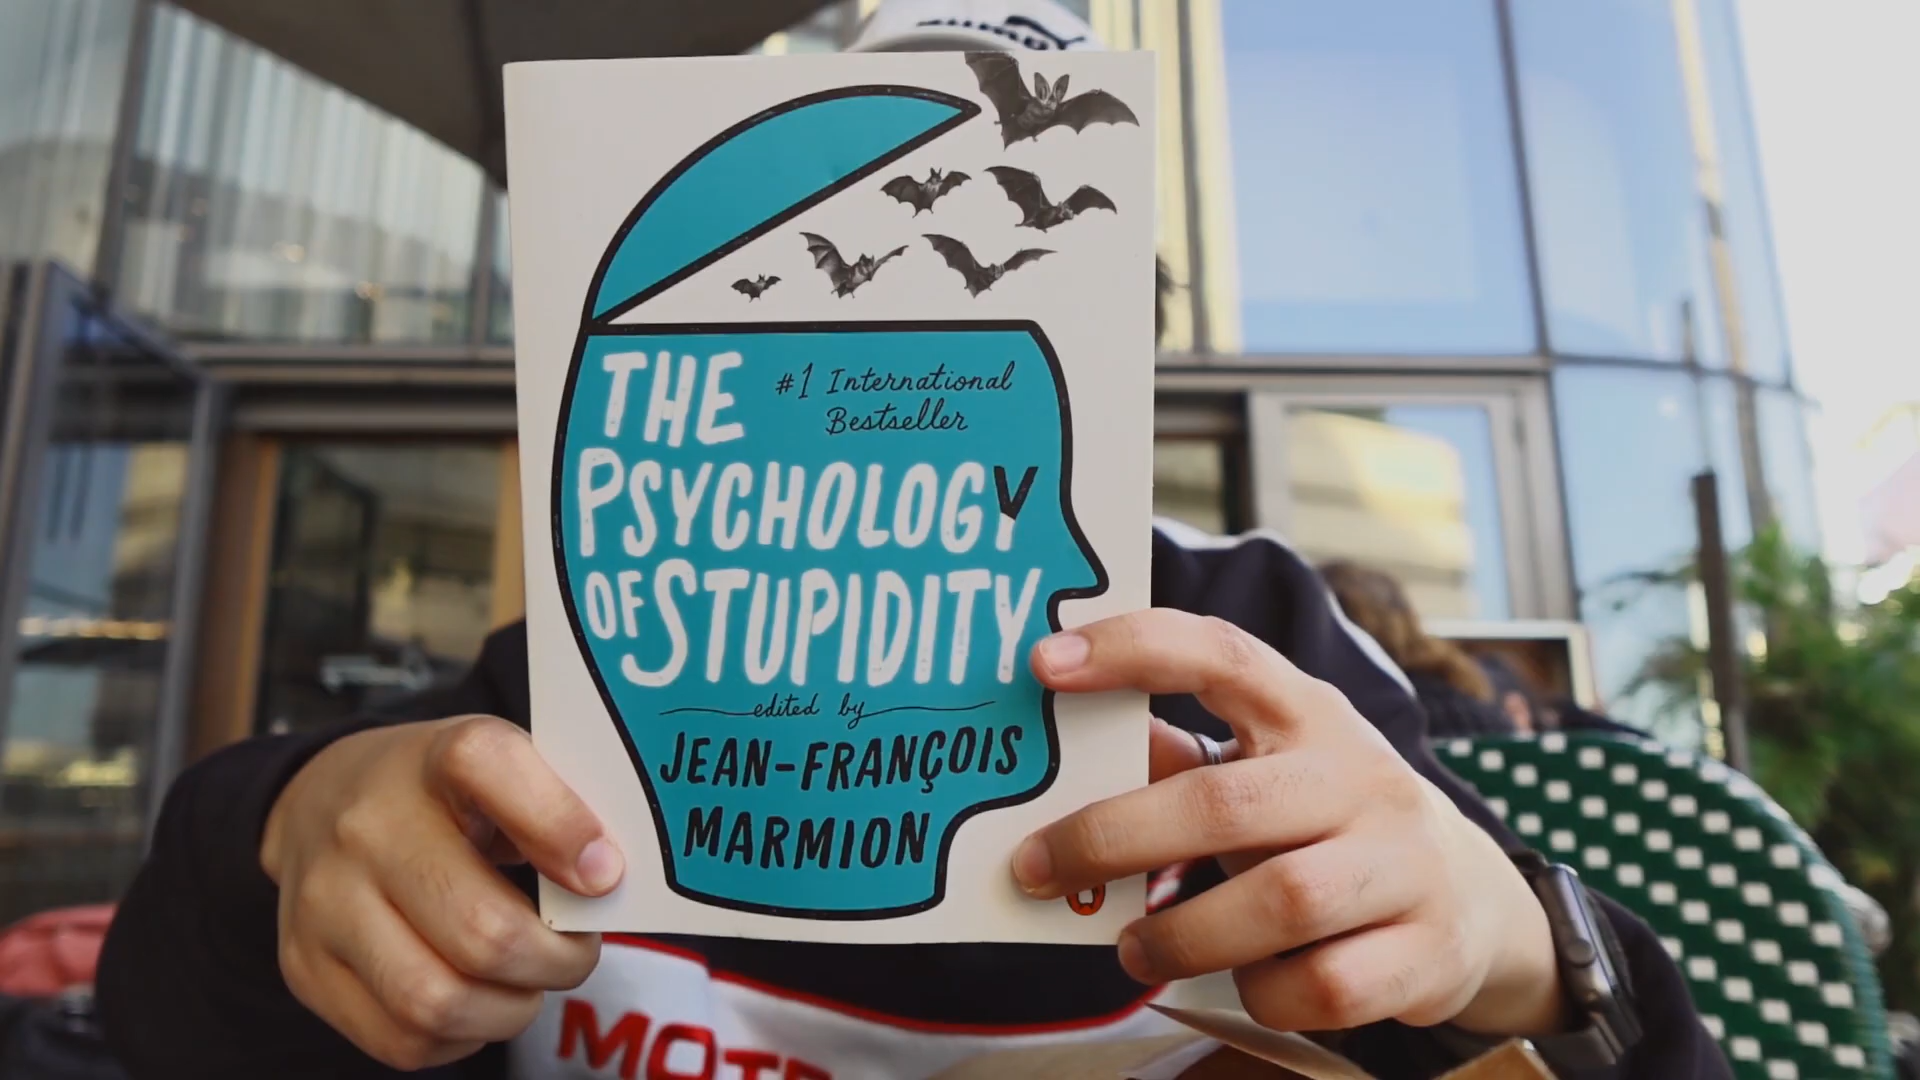 THE
#1 International
Bestseller
PSYCHOLOGY
OF STUPIDITY
edited by
JEAN-FRANÇOIS
MARMION